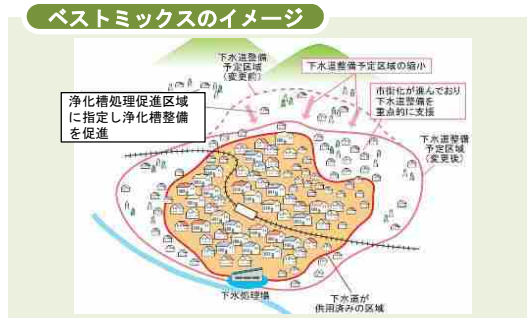 ベストミックスのイメージ
下水道整備
予定区域
（変更前）
下水道整備予定区域の縮小
浄化槽処理促進区域
に指定し浄化槽整備
を促進
市街化が進んでおり
下水道整備を
重点的に支援
下水道整備
予定区域
（変更後）
下水処理場
下水道が
供用済みの区域